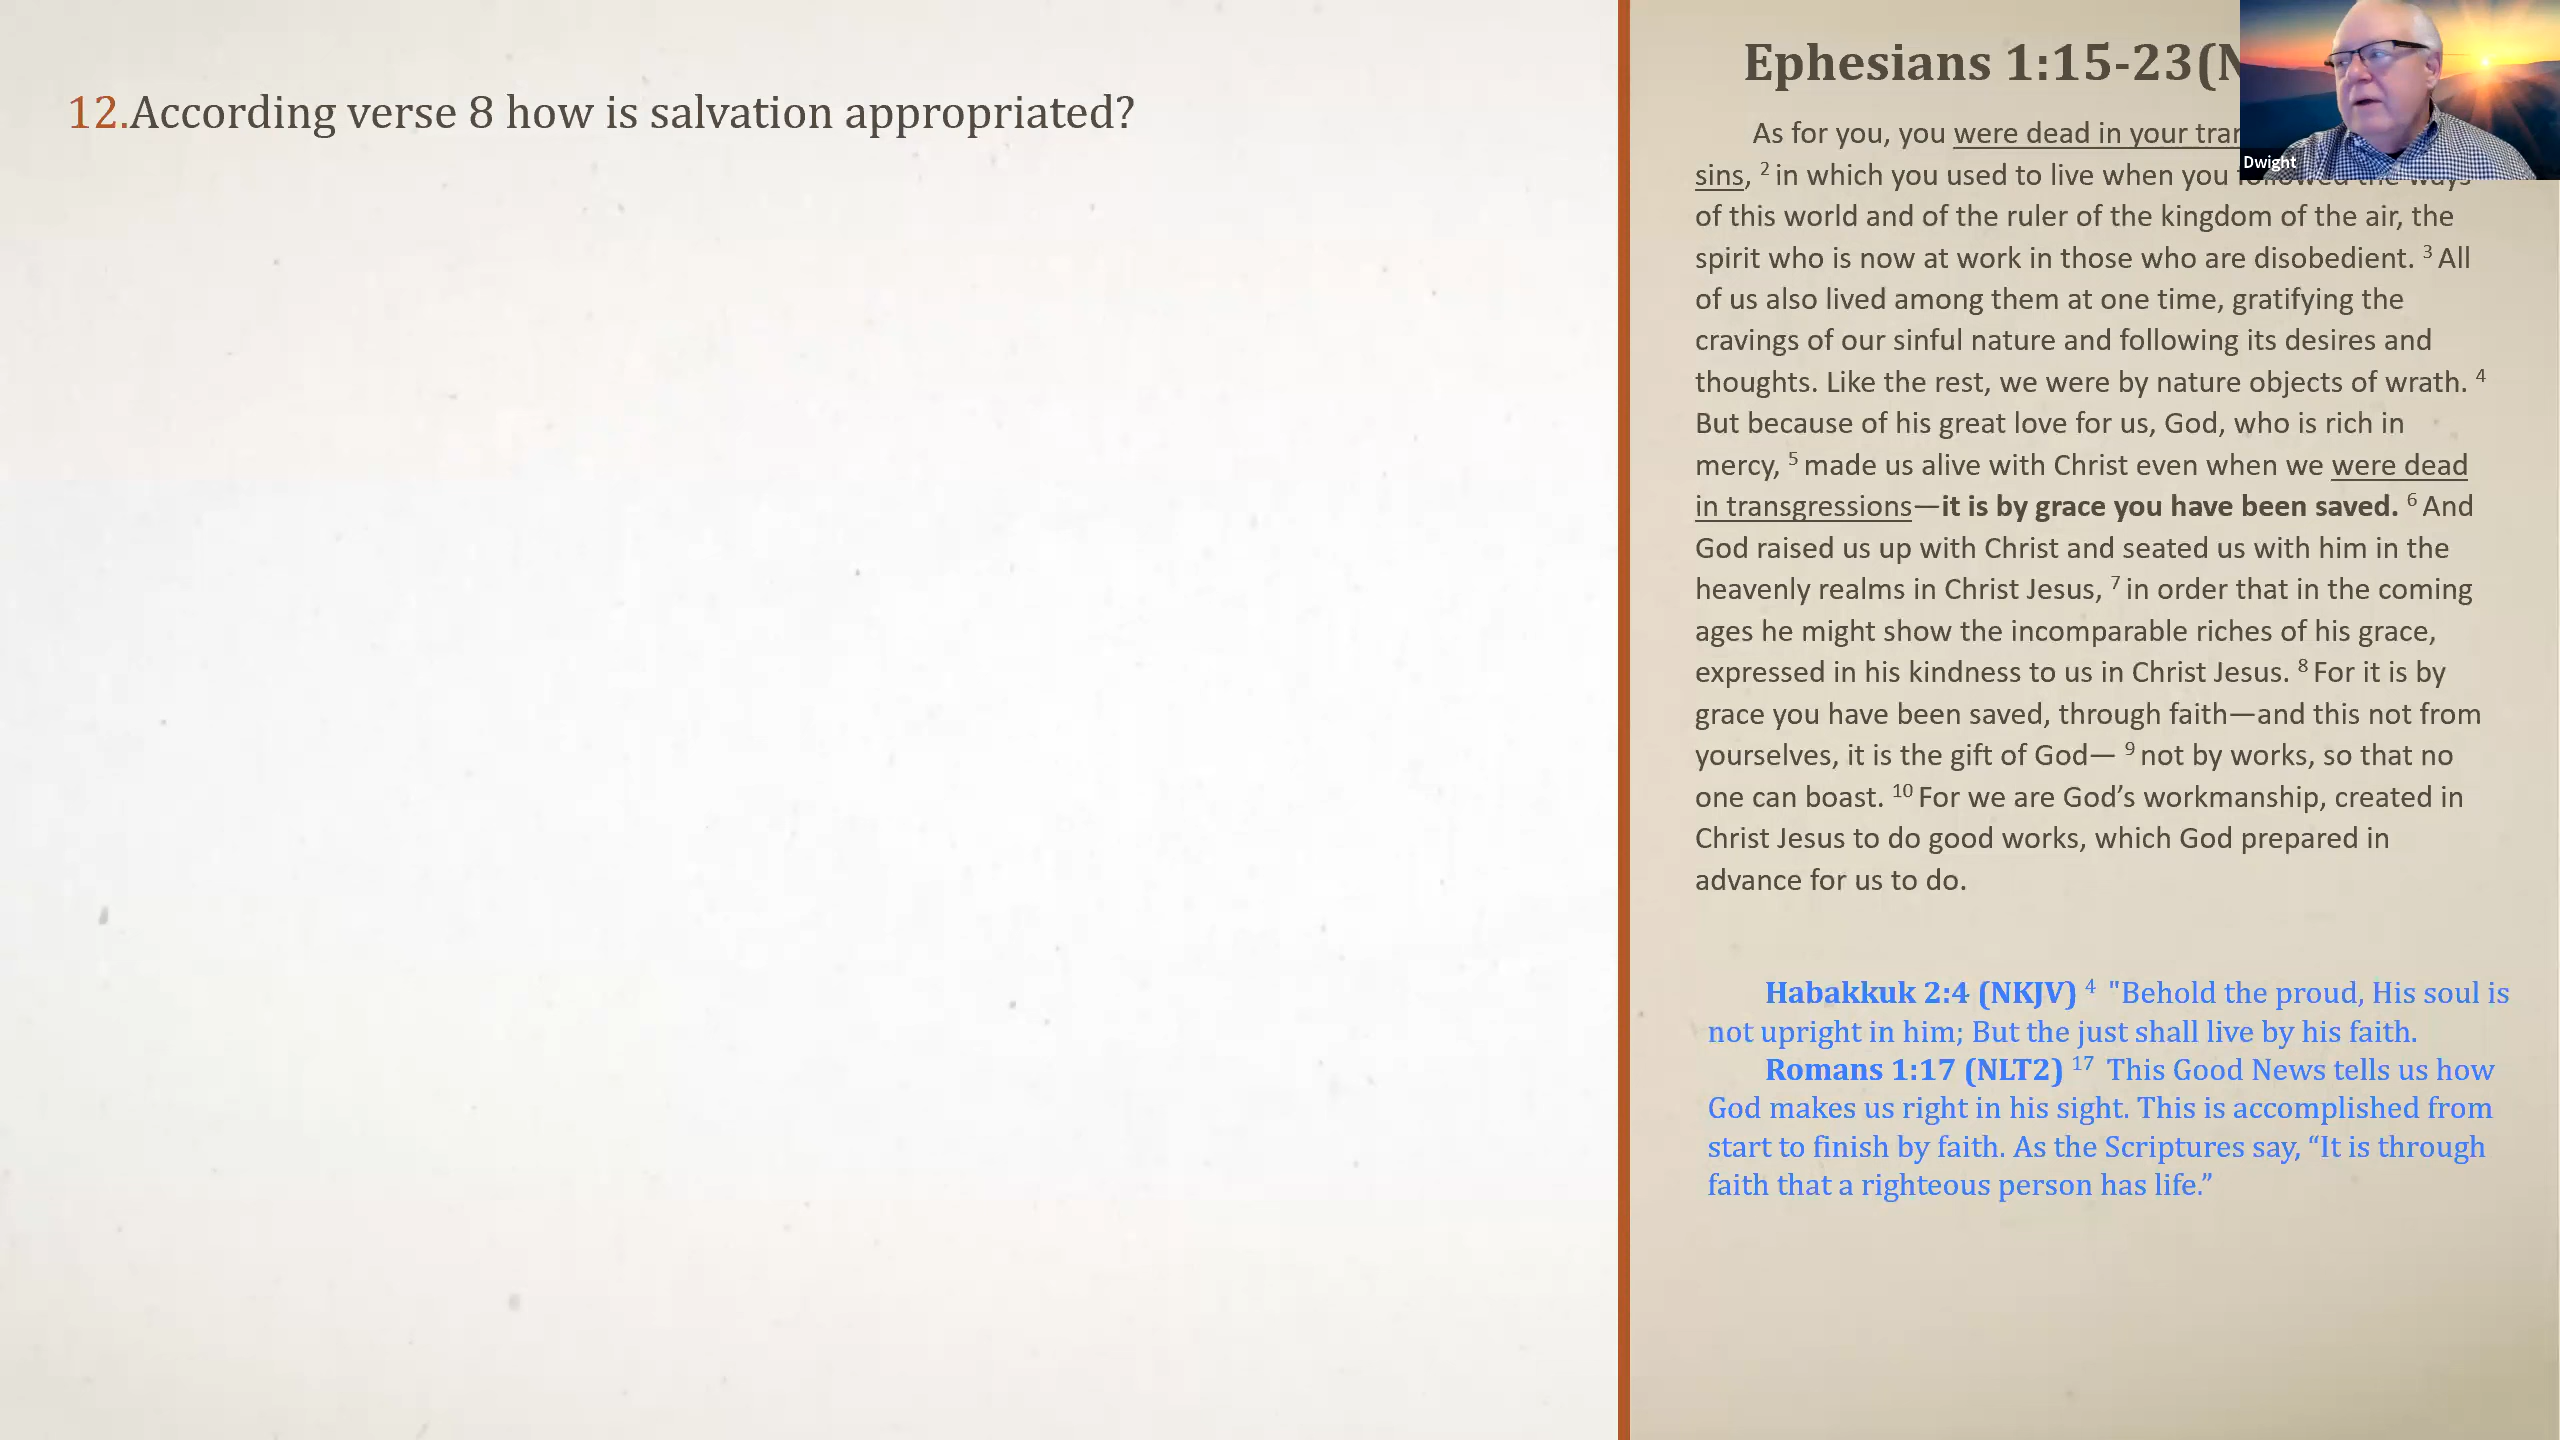 12.According verse 8 how is salvation appropriated?
Ephesians 1:15-23(
As for you, you were dead in your
sins, 2 in which you used to live when you followed the ways
of this world and of the ruler of the kingdom of the air, the
spirit who is now at work in those who are disobedient. 3 All
of us also lived among them at one time, gratifying the
cravings of our sinful nature and following its desires and
thoughts. Like the rest, we were by nature objects of wrath. 4
But because of his great love for us, God, who is rich in
mercy, 5 made us alive with Christ even when we were dead
in transgressions—it is by grace you have been saved. 6 And
God raised us up with Christ and seated us with him in the
heavenly realms in Christ Jesus, 7 in order that in the coming
ages he might show the incomparable riches of his grace,
expressed in his kindness to us in Christ Jesus. 8 For it is by
grace you have been saved, through faith—and this not from
yourselves, it is the gift of God— 9 not by works, so that no
one can boast. 10 For we are God’s workmanship, created in
Christ Jesus to do good works, which God prepared in
advance for us to do.
Habakkuk 2:4 (NKJV) 4 "Behold the proud, His soul is
not upright in him; But the just shall live by his faith.
Romans 1:17 (NLT2) 17 This Good News tells us how
God makes us right in his sight. This is accomplished from
start to finish by faith. As the Scriptures say, “It is through
faith that a righteous person has life.”
Dwight